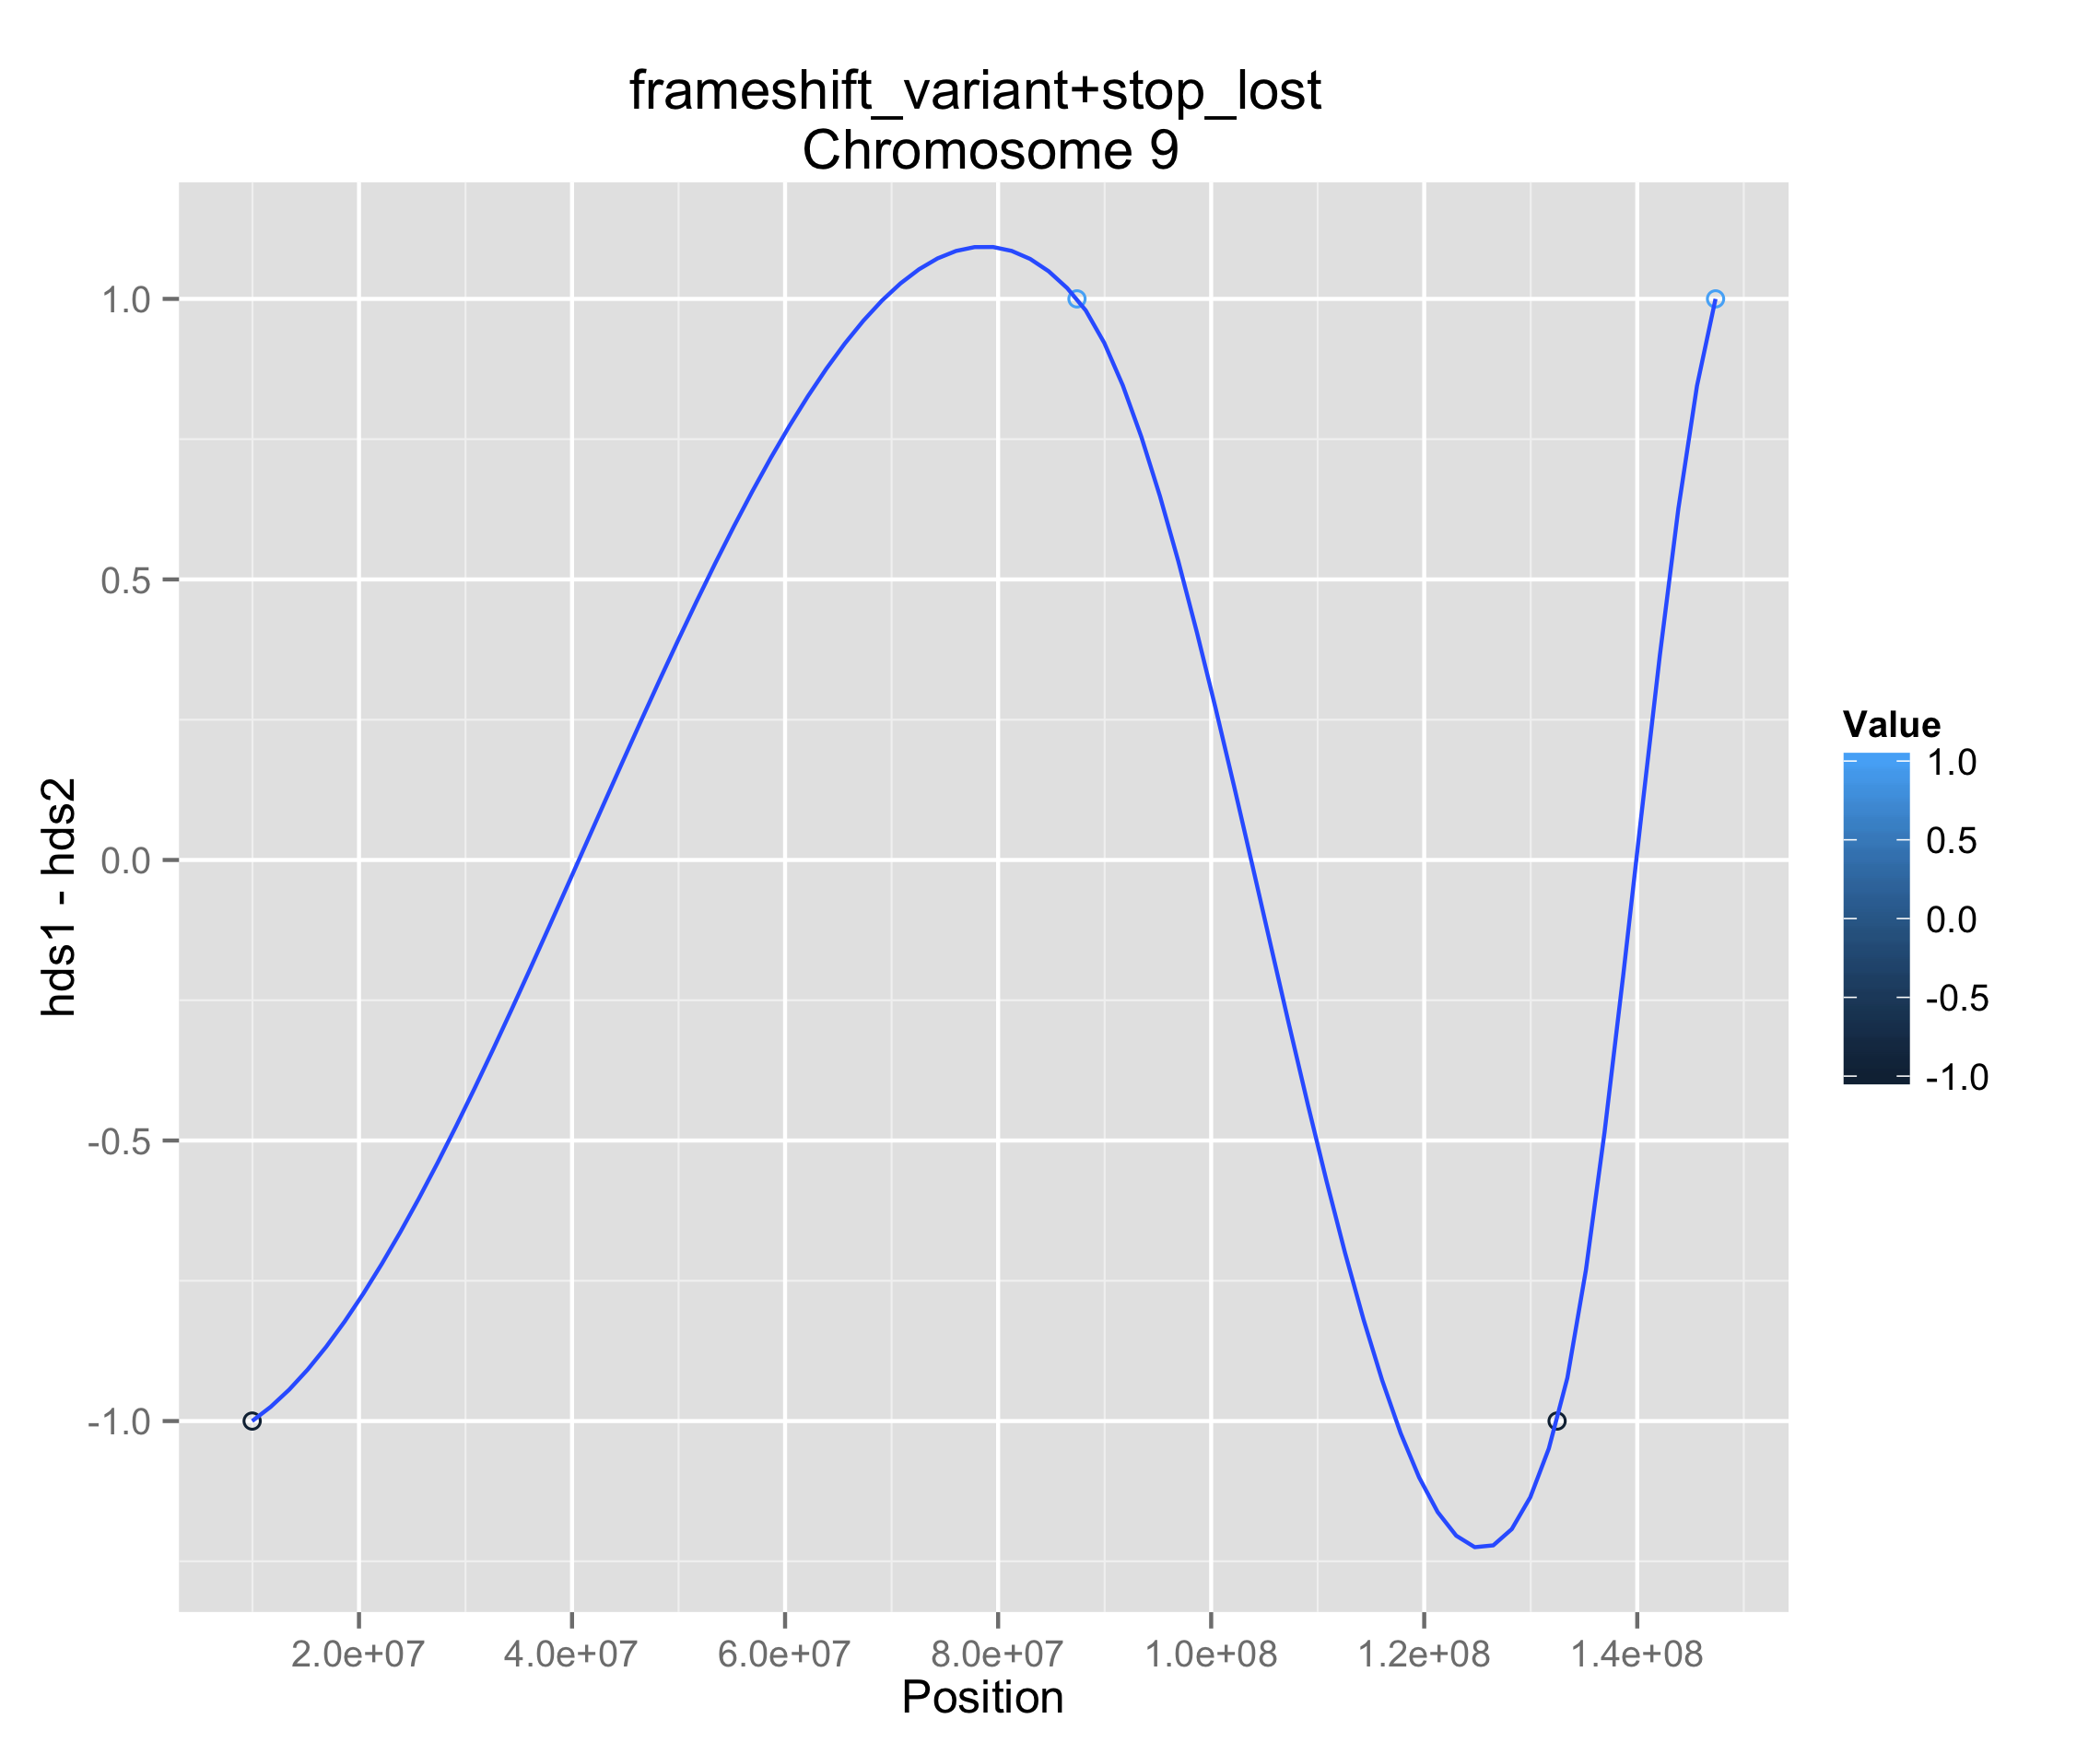 frameshift_variant+stop_lost
Chromosome 9
hds1 - hds2
1.0
0.5
0.0
-0.5
-1.0
2.0e+07 4.0e+07 6.0e+07 8.0e+07 1.0e+08 1.2e+08 1.4e+08
Position
Value
1.0
0.5
0.0
-0.5
-1.0